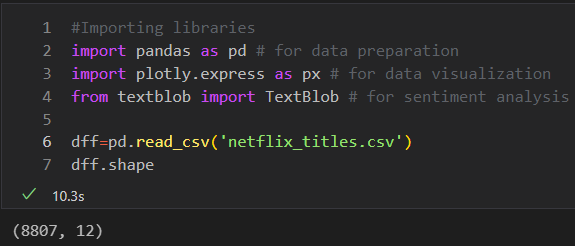 1 #Importing libraries
2 import pandas as pd # for data preparation
3 import plotly.express as px # for data visualization
4 from textblob import TextBlob # for sentiment analysis
5
6 dff=pd.read_csv('netflix_titles.csv')
7 dff.shape
✓ 10.3s
(8807, 12)